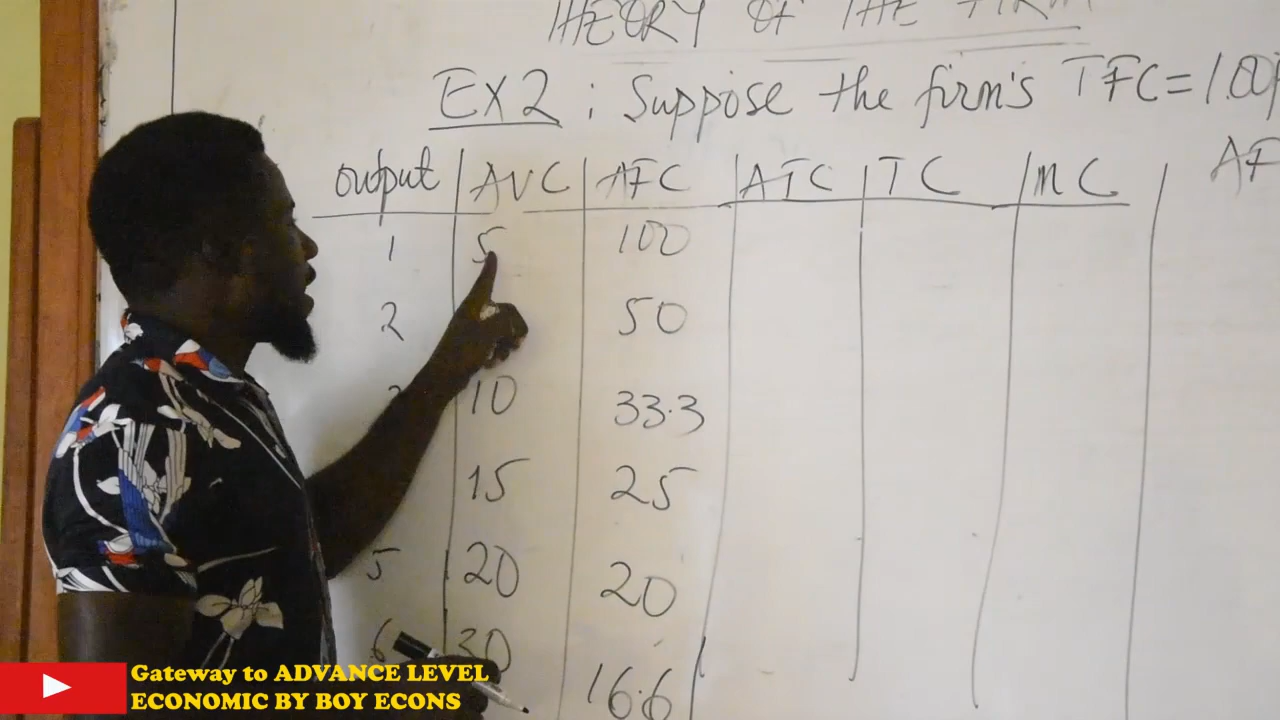 THEORY OF THE FIRM
EX2 : Suppose the firm's TFC = 100
output AVC AFC ATC TC MC AF
1 5 100
2 50
10 33.3
15 25
5 20 20
6 30 16.6
Gateway to ADVANCE LEVEL
ECONOMIC BY BOY ECONS